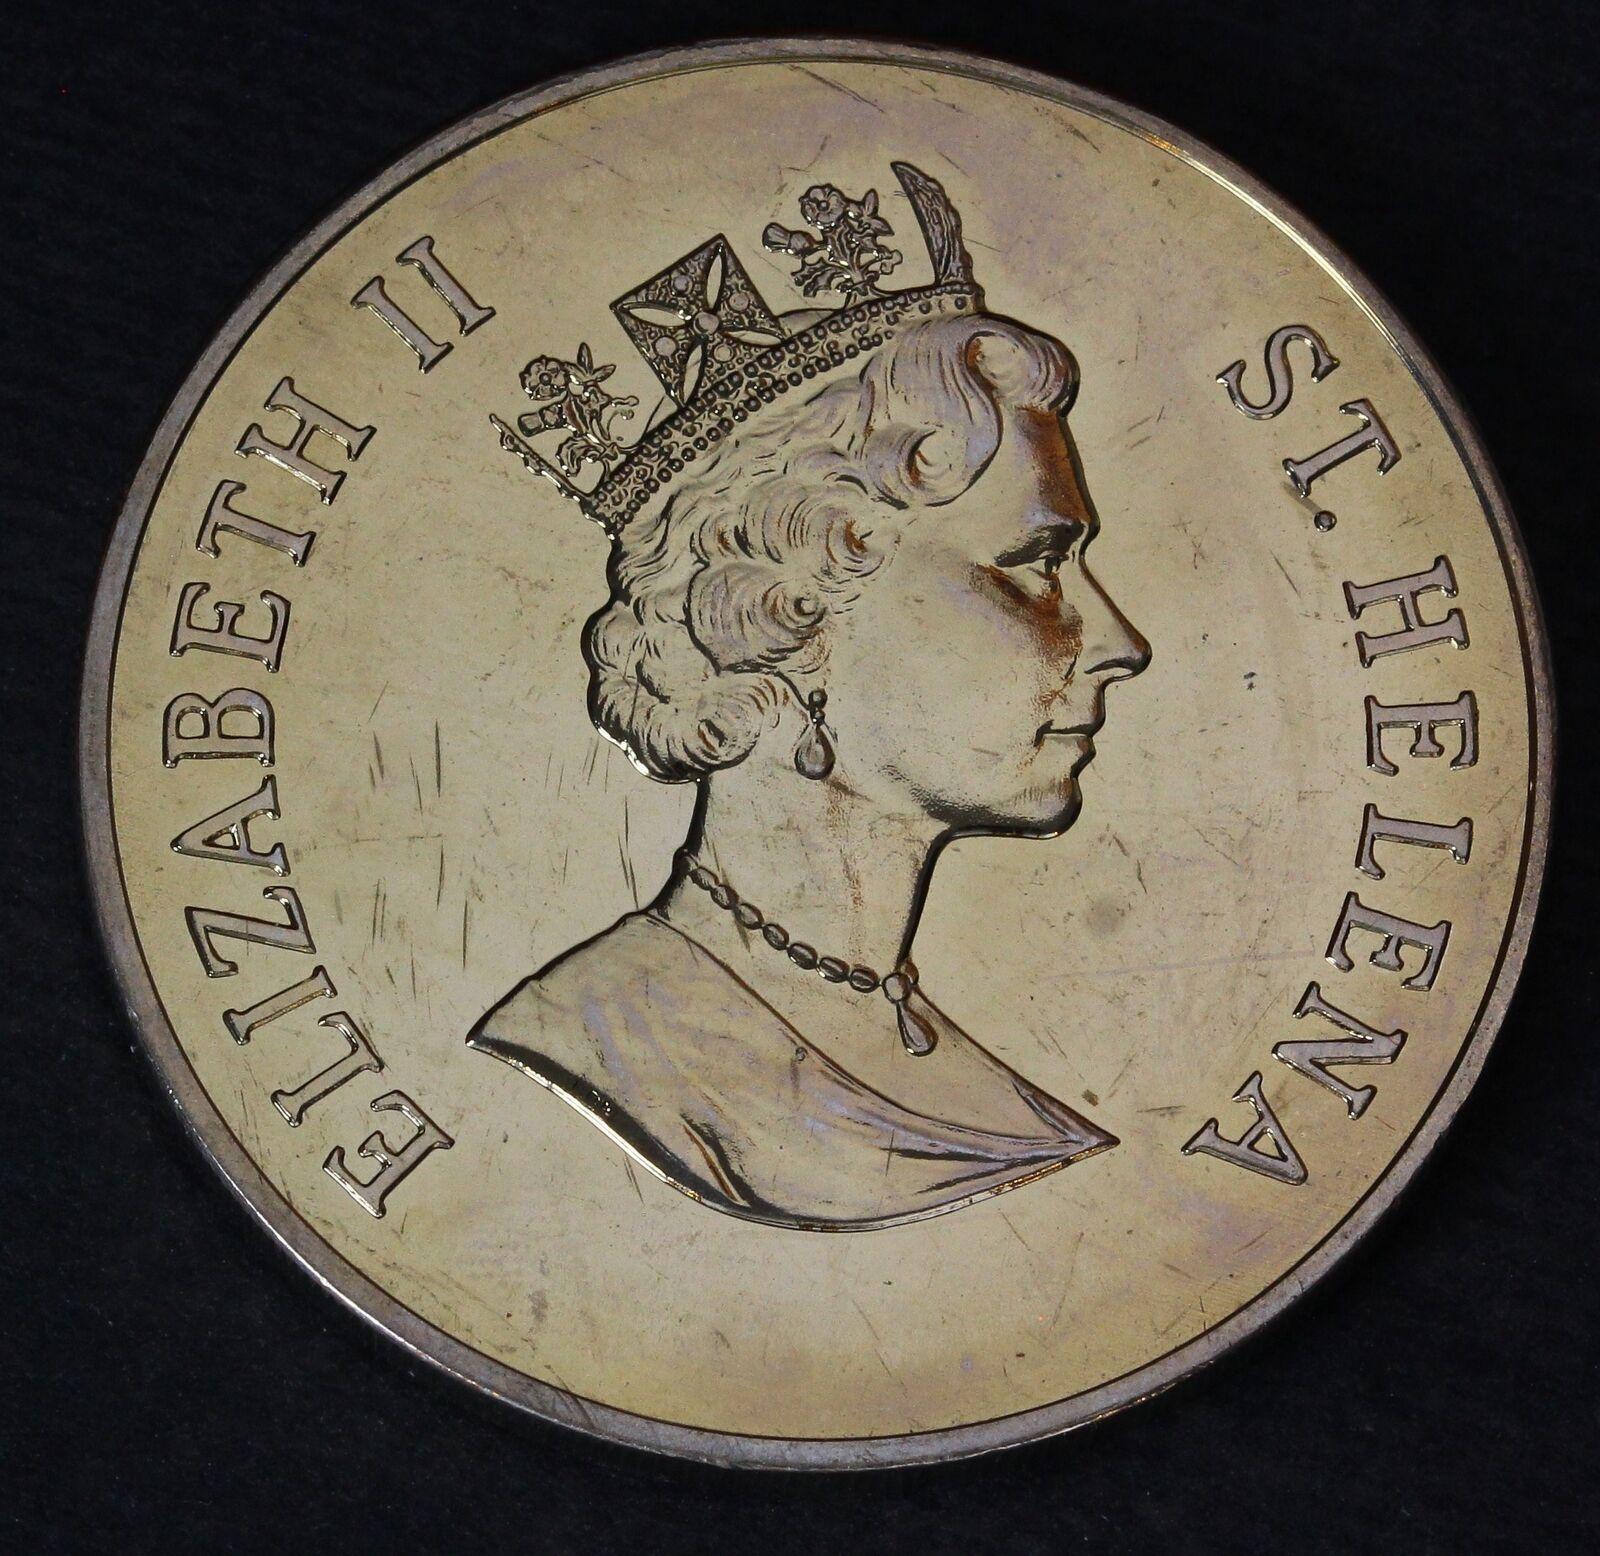 ELIZABETH II
ST. HELENA